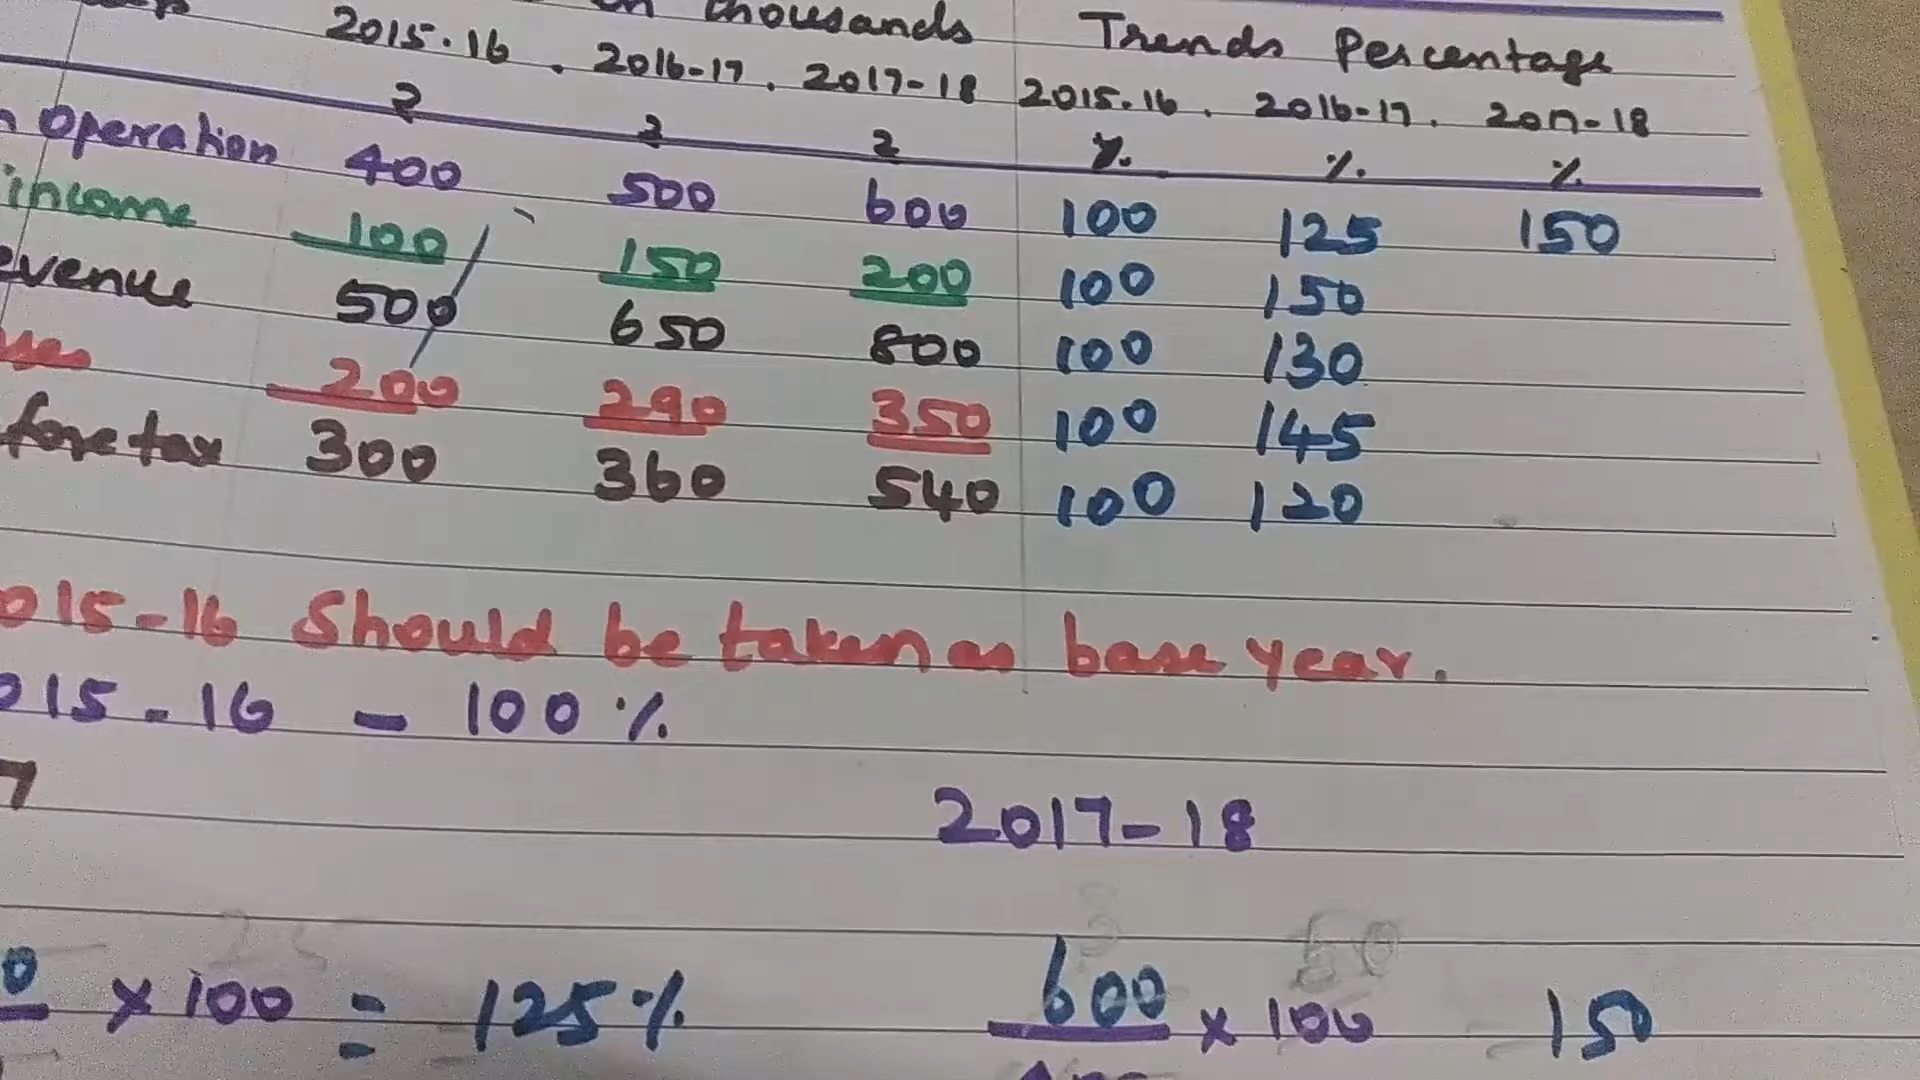 in thousands Trends Percentage
2015-16 . 2016-17 . 2017-18 2015-16 . 2016-17 . 2017-18
₹ ₹ ₹ % % %
operation 400 500 600 100 125 150
income 100 150 200 100 150
evenue 500 650 800 100 130
200 290 350 100 145
fore tax 300 360 540 100 120
015-16 Should be taken as base year.
015-16 - 100%
7 2017-18
0 × 100 = 125% 600 × 100 150